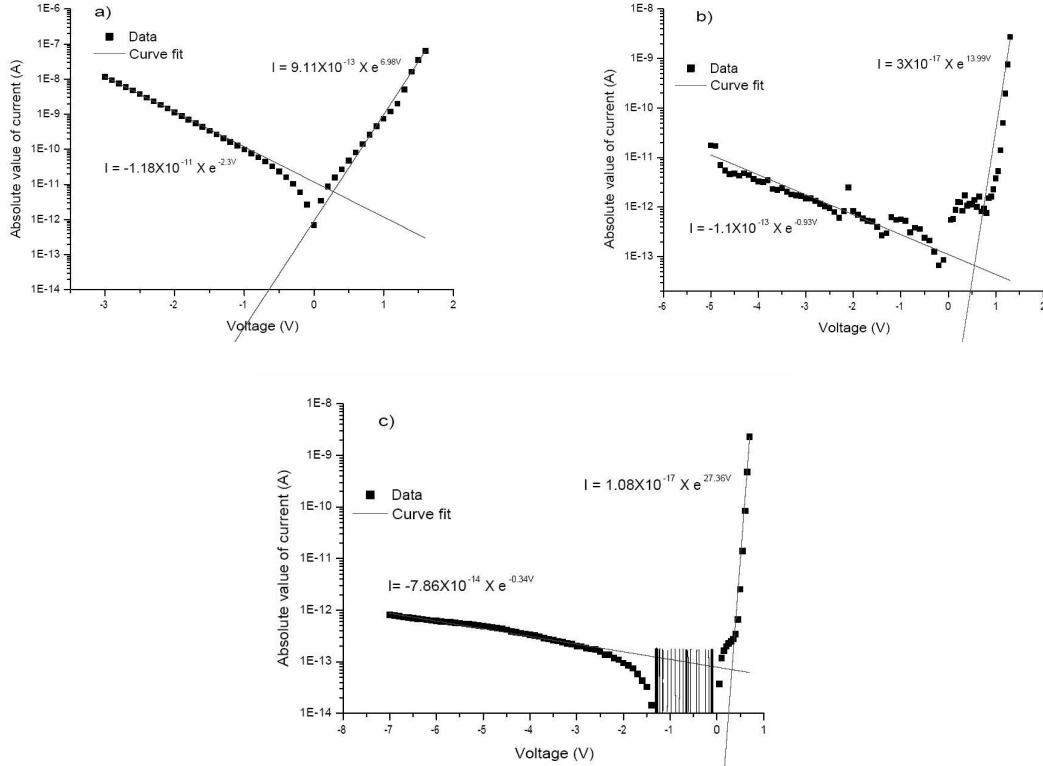 a)
Data
Curve fit
I = 9.11X10-13 X e6.98V
I = -1.18X10-11 X e-2.3V
Absolute value of current (A)
1E-6
1E-7
1E-8
1E-9
1E-10
1E-11
1E-12
1E-13
1E-14
-3 -2 -1 0 1 2
Voltage (V)
b)
Data
Curve fit
I = 3X10-17 X e13.99V
I = -1.1X10-13 X e-0.93V
Absolute value of current (A)
1E-8
1E-9
1E-10
1E-11
1E-12
1E-13
-6 -5 -4 -3 -2 -1 0 1 2
Voltage (V)
c)
Data
Curve fit
I = 1.08X10-17 X e27.36V
I= -7.86X10-14 X e-0.34V
Absolute value of current (A)
1E-8
1E-9
1E-10
1E-11
1E-12
1E-13
1E-14
-8 -7 -6 -5 -4 -3 -2 -1 0 1
Voltage (V)